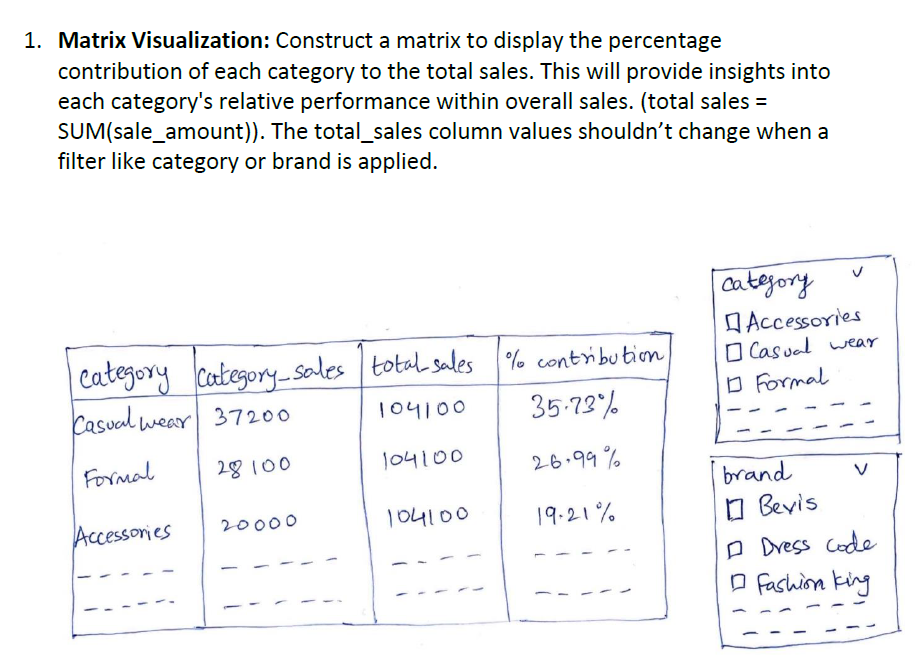 1. Matrix Visualization: Construct a matrix to display the percentage
contribution of each category to the total sales. This will provide insights into
each category's relative performance within overall sales. (total sales =
SUM(sale_amount)). The total_sales column values shouldn't change when a
filter like category or brand is applied.
category category_sales total_sales % contribution
Casual wear 37200 104100 35.73%
Formal 28100 104100 26.99%
Accessories 20000 104100 19.21%
category
Accessories
Casual wear
Formal
brand
Bevis
Dress code
Fashion king